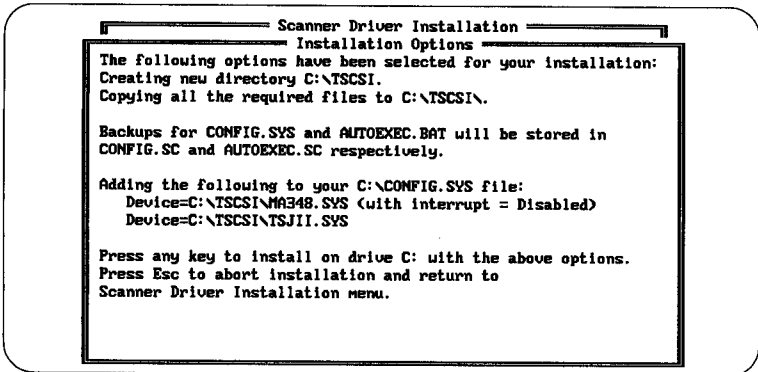 Scanner Driver Installation
Installation Options
The following options have been selected for your installation:
Creating new directory C:\TSCSI.
Copying all the required files to C:\TSCSI\.
Backups for CONFIG.SYS and AUTOEXEC.BAT will be stored in
CONFIG.SC and AUTOEXEC.SC respectively.
Adding the following to your C:\CONFIG.SYS file:
Device=C:\TSCSI\MA348.SYS (with interrupt = Disabled)
Device=C:\TSCSI\TSJII.SYS
Press any key to install on drive C: with the above options.
Press Esc to abort installation and return to
Scanner Driver Installation menu.